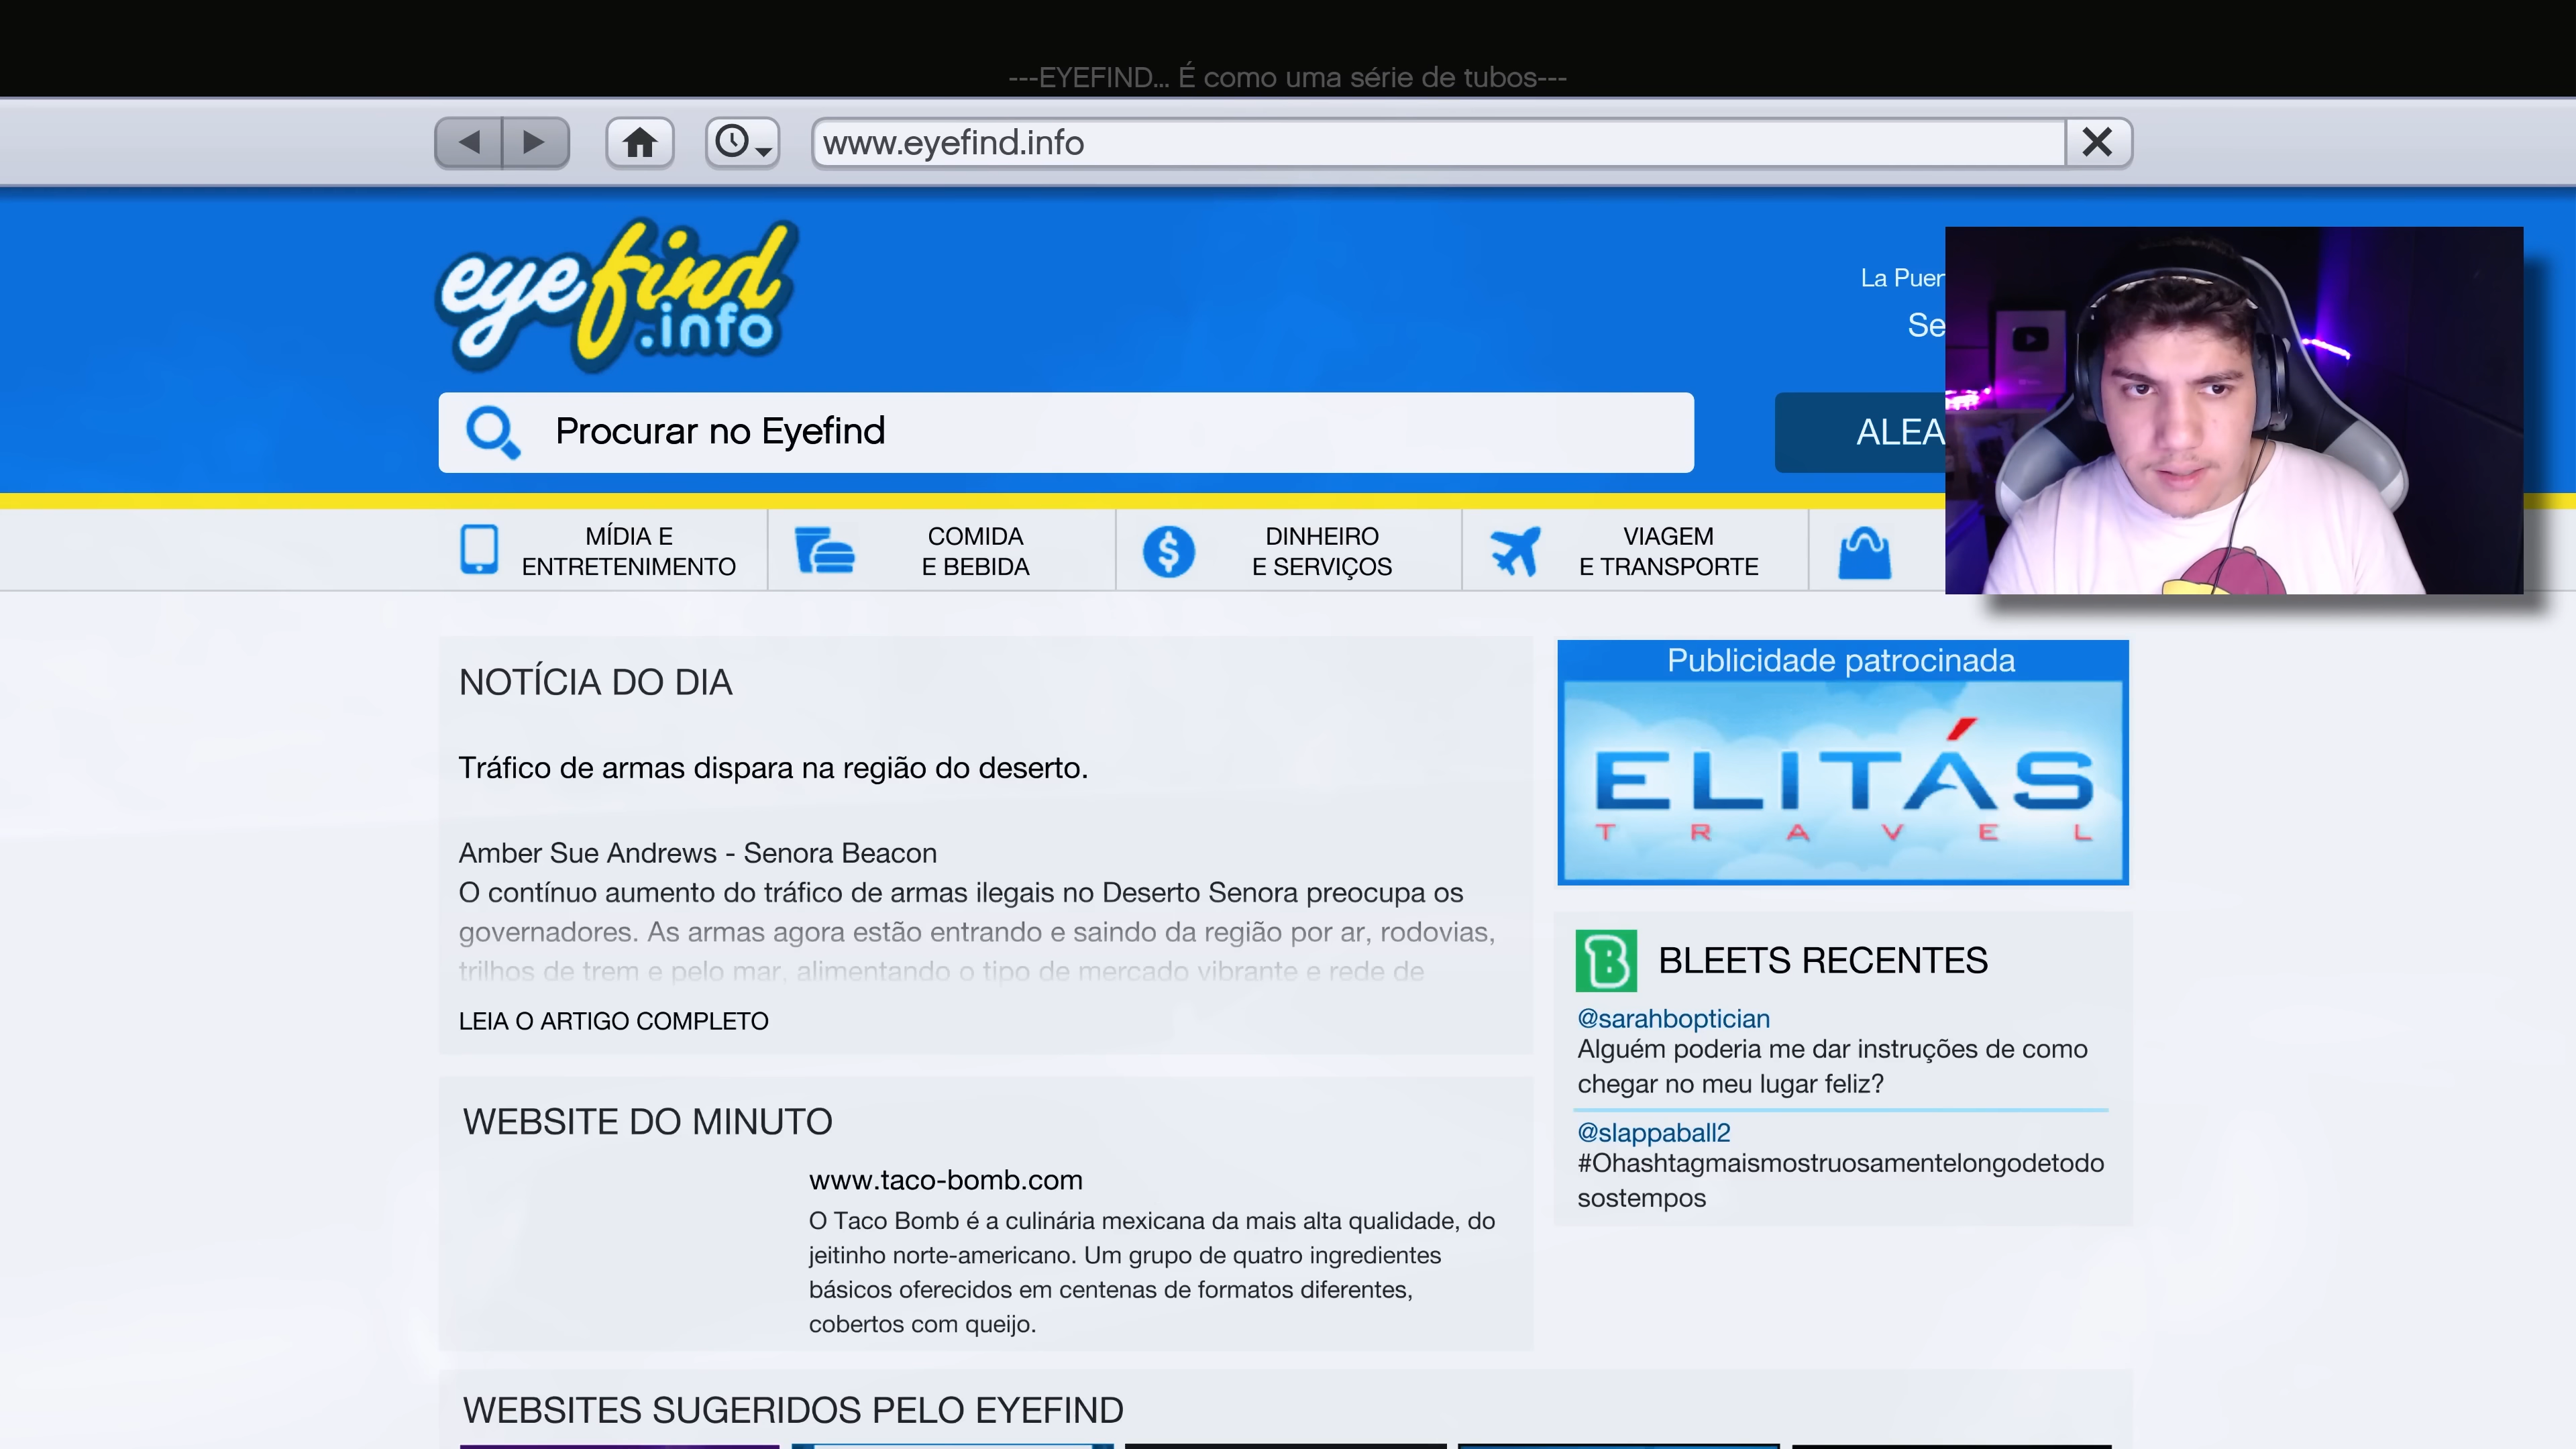 ---EYEFIND... É como uma série de tubos---
www.eyefind.info
eyefind
.info
La Puer
Se
Procurar no Eyefind
ALEA
MÍDIA E
ENTRETENIMENTO
COMIDA
E BEBIDA
DINHEIRO
E SERVIÇOS
VIAGEM
E TRANSPORTE
NOTÍCIA DO DIA
Tráfico de armas dispara na região do deserto.
Amber Sue Andrews - Senora Beacon
O contínuo aumento do tráfico de armas ilegais no Deserto Senora preocupa os
governadores. As armas agora estão entrando e saindo da região por ar, rodovias,
trilhos de trem e pelo mar, alimentando o tipo de mercado vibrante e rede de
LEIA O ARTIGO COMPLETO
Publicidade patrocinada
ELITÁS
TRAVEL
BLEETS RECENTES
@sarahboptician
Alguém poderia me dar instruções de como
chegar no meu lugar feliz?
@slappaball2
#Ohashtagmaismostruosamentelongodetodo
sostempos
WEBSITE DO MINUTO
www.taco-bomb.com
O Taco Bomb é a culinária mexicana da mais alta qualidade, do
jeitinho norte-americano. Um grupo de quatro ingredientes
básicos oferecidos em centenas de formatos diferentes,
cobertos com queijo.
WEBSITES SUGERIDOS PELO EYEFIND